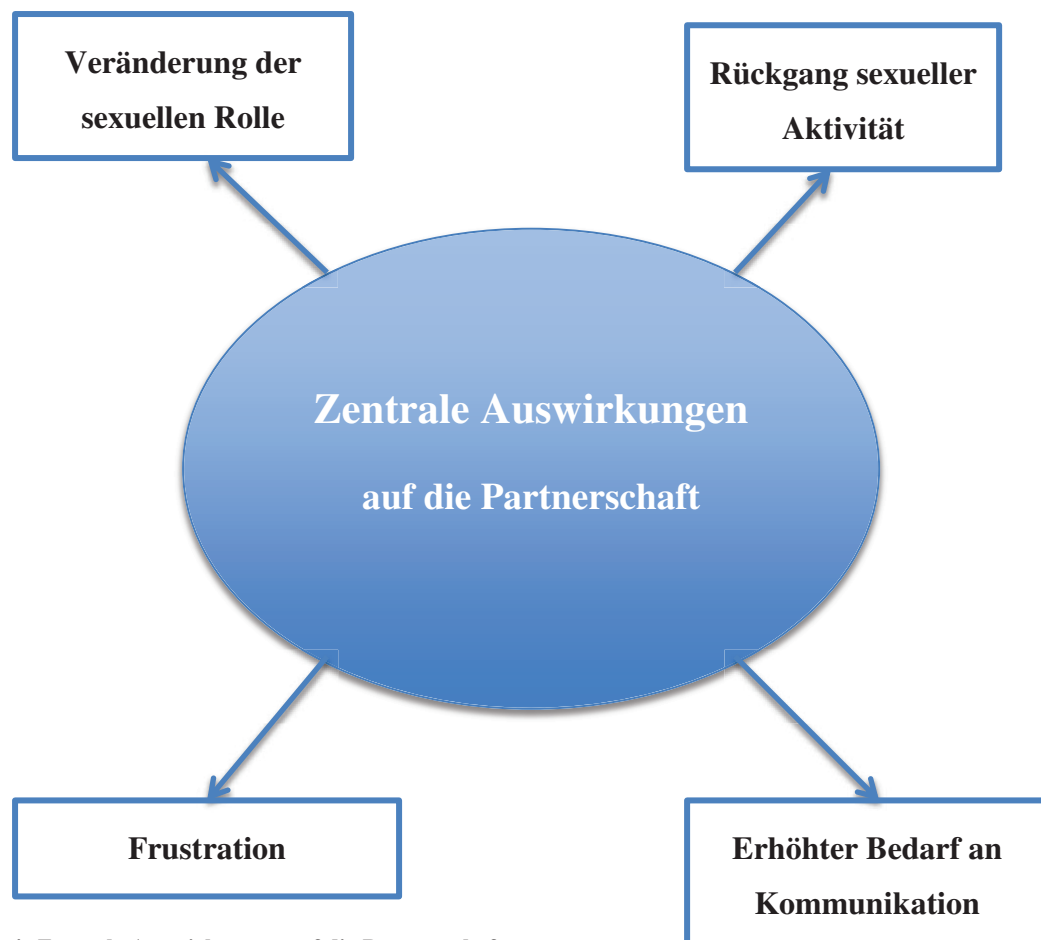 Veränderung der
sexuellen Rolle
Rückgang sexueller
Aktivität
Zentrale Auswirkungen
auf die Partnerschaft
Frustration
Erhöhter Bedarf an
Kommunikation